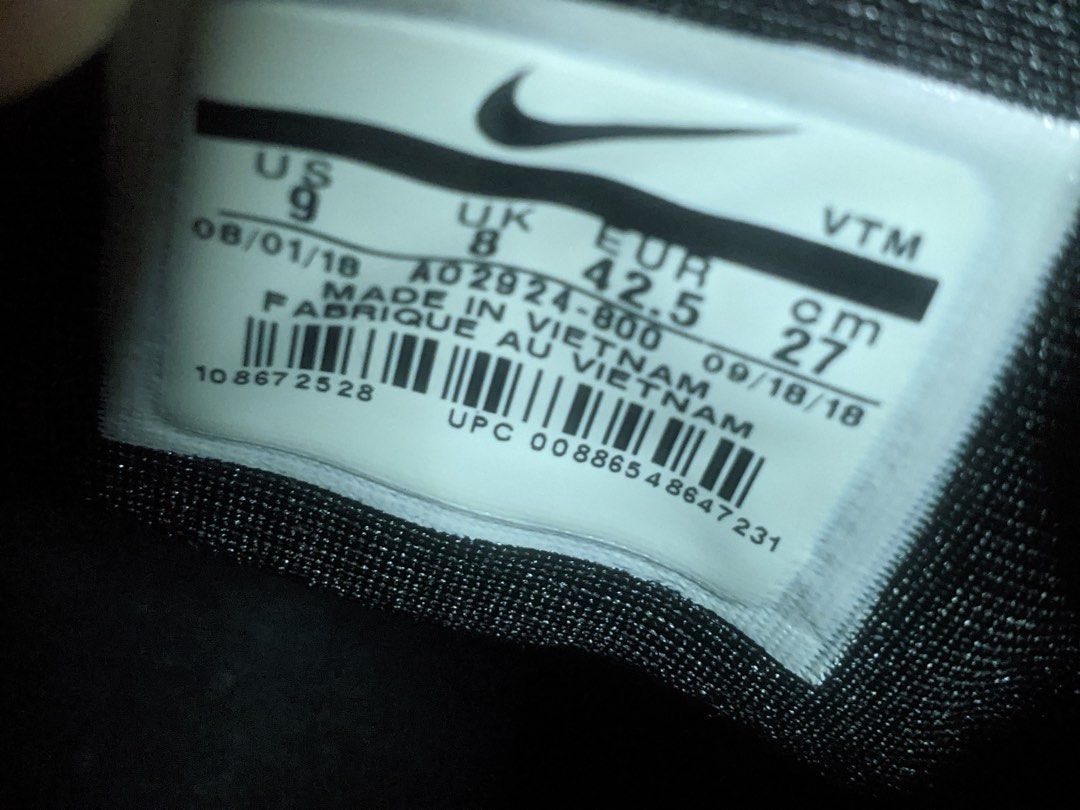 VTM
US UK EUR cm
9 8 42.5 27
08/01/18 AO2924-800 09/18/18
MADE IN VIETNAM
FABRIQUE AU VIETNAM
108672528
UPC 00886548647231